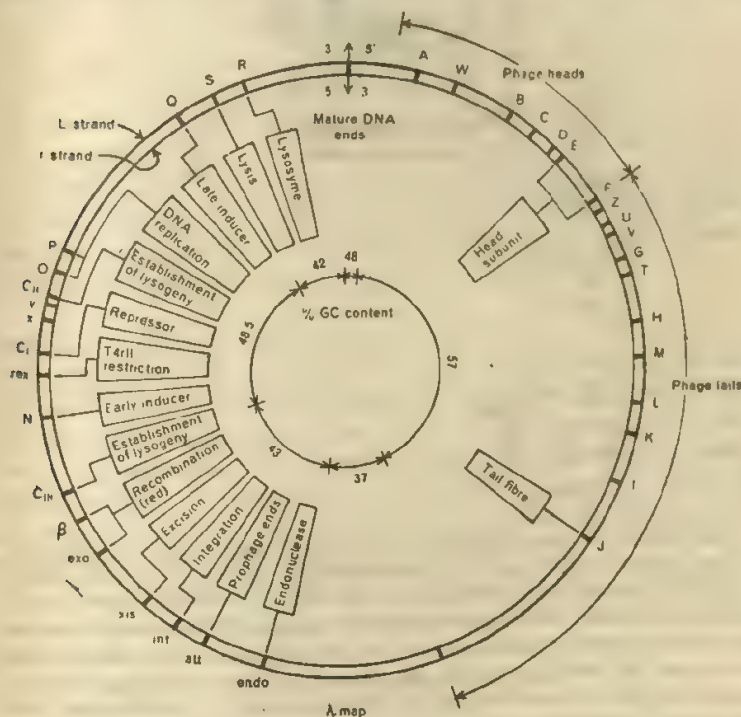 3 5'
5 3
Mature DNA
ends
A
W
B
C
D
E
F
Z
U
V
G
T
H
M
L
K
I
J
Phage heads
Phage tails
Head
subunit
Tail fibre
R
S
Q
P
O
CII
v
x
CI
rex
N
CIII
β
exo
xis
int
att
endo
L strand
r strand
Lysosyme
Lysis
Late inducer
DNA
replication
Establishment
of lysogeny
Repressor
T4rII
restriction
Early inducer
Establishment
of lysogeny
Recombination
(red)
Excision
Integration
Prophage ends
Endonuclease
GC content
48
42
48 5
43
37
57
λ map